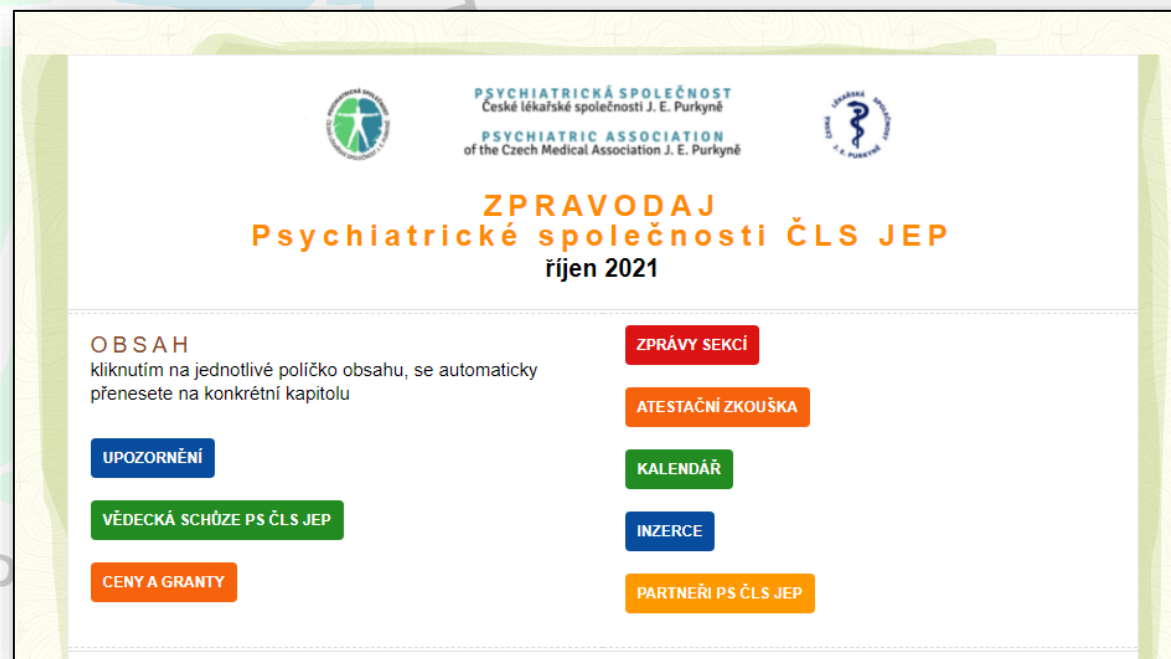 PSYCHIATRICKÁ SPOLEČNOST
České lékařské společnosti J. E. Purkyně
PSYCHIATRIC ASSOCIATION
of the Czech Medical Association J. E. Purkyně
ZPRAVODAJ
Psychiatrické společnosti ČLS JEP
říjen 2021
OBSAH
kliknutím na jednotlivé políčko obsahu, se automaticky
přenesete na konkrétní kapitolu
UPOZORNĚNÍ
VĚDECKÁ SCHŮZE PS ČLS JEP
CENY A GRANTY
ZPRÁVY SEKCÍ
ATESTAČNÍ ZKOUŠKA
KALENDÁŘ
INZERCE
PARTNEŘI PS ČLS JEP